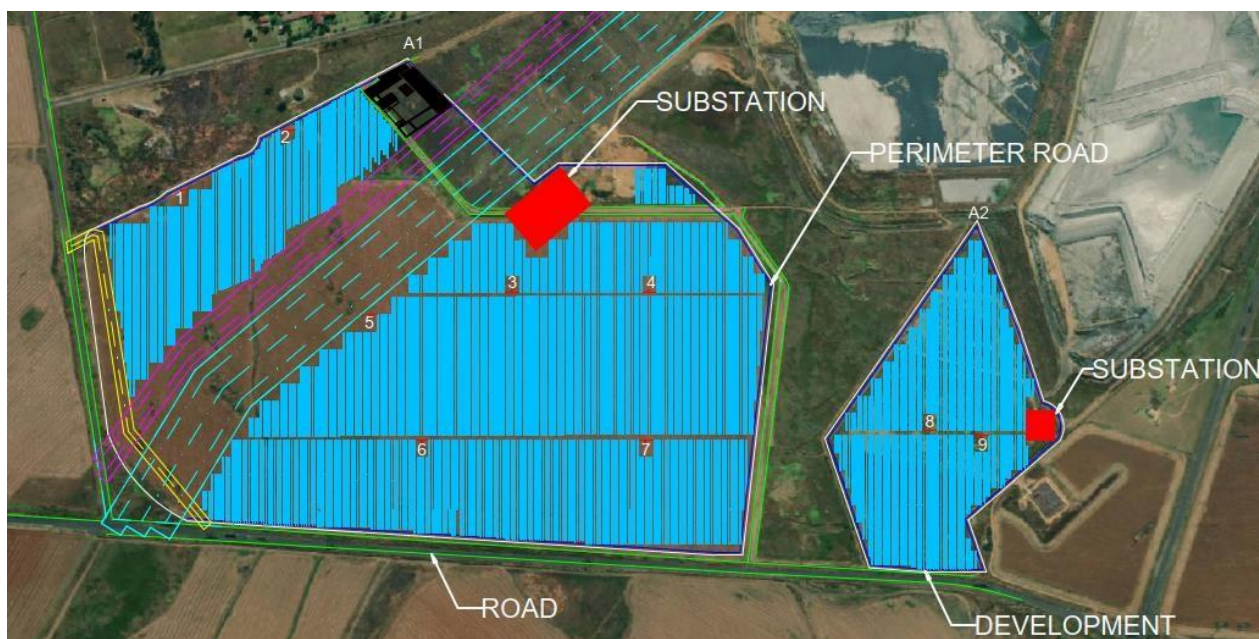 A1
SUBSTATION
2
PERIMETER ROAD
1
A2
3
4
5
SUBSTATION
8
6
7
9
ROAD
DEVELOPMENT